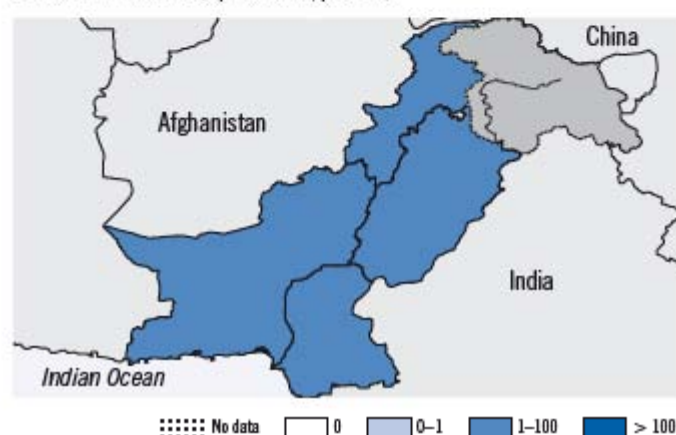 China
Afghanistan
India
Indian Ocean
No data 0 0–1 1–100 > 100